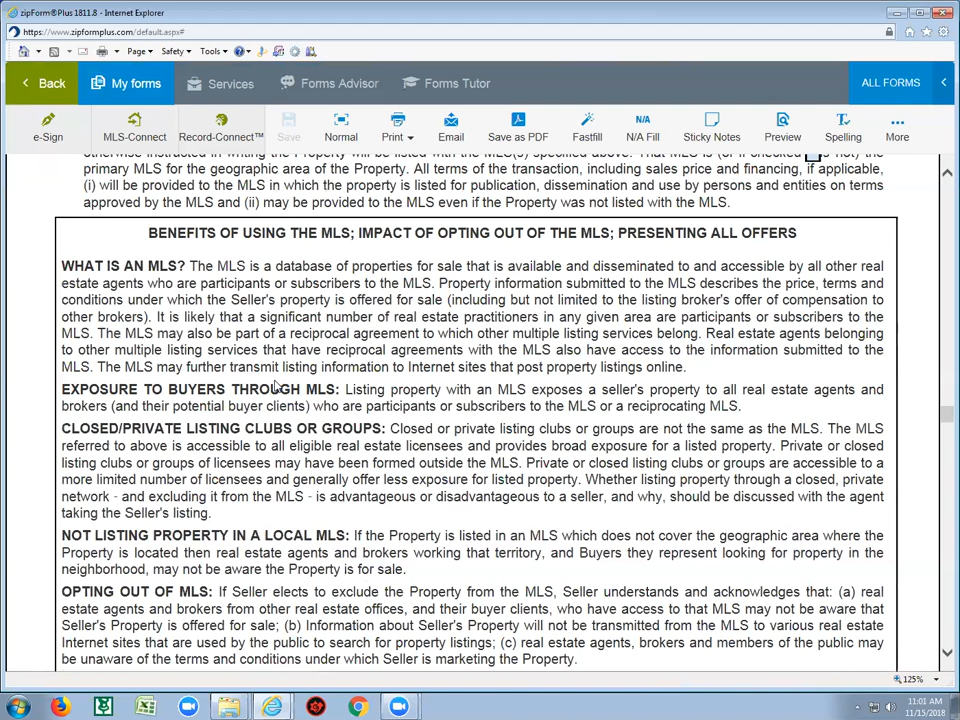 zipForm®Plus 1811.8 - Internet Explorer
https://www.zipformplus.com/default.aspx#
Page Safety Tools
Back My forms Services Forms Advisor Forms Tutor ALL FORMS
e-Sign MLS-Connect Record-Connect™ Save Normal Print Email Save as PDF Fastfill N/A Fill Sticky Notes Preview Spelling More
otherwise instructed in writing the Property will be listed with the MLS(s) specified above. That MLS is (or if checked is not) the
primary MLS for the geographic area of the Property. All terms of the transaction, including sales price and financing, if applicable,
(i) will be provided to the MLS in which the property is listed for publication, dissemination and use by persons and entities on terms
approved by the MLS and (ii) may be provided to the MLS even if the Property was not listed with the MLS.
BENEFITS OF USING THE MLS; IMPACT OF OPTING OUT OF THE MLS; PRESENTING ALL OFFERS
WHAT IS AN MLS? The MLS is a database of properties for sale that is available and disseminated to and accessible by all other real
estate agents who are participants or subscribers to the MLS. Property information submitted to the MLS describes the price, terms and
conditions under which the Seller's property is offered for sale (including but not limited to the listing broker's offer of compensation to
other brokers). It is likely that a significant number of real estate practitioners in any given area are participants or subscribers to the
MLS. The MLS may also be part of a reciprocal agreement to which other multiple listing services belong. Real estate agents belonging
to other multiple listing services that have reciprocal agreements with the MLS also have access to the information submitted to the
MLS. The MLS may further transmit listing information to Internet sites that post property listings online.
EXPOSURE TO BUYERS THROUGH MLS: Listing property with an MLS exposes a seller's property to all real estate agents and
brokers (and their potential buyer clients) who are participants or subscribers to the MLS or a reciprocating MLS.
CLOSED/PRIVATE LISTING CLUBS OR GROUPS: Closed or private listing clubs or groups are not the same as the MLS. The MLS
referred to above is accessible to all eligible real estate licensees and provides broad exposure for a listed property. Private or closed
listing clubs or groups of licensees may have been formed outside the MLS. Private or closed listing clubs or groups are accessible to a
more limited number of licensees and generally offer less exposure for listed property. Whether listing property through a closed, private
network - and excluding it from the MLS - is advantageous or disadvantageous to a seller, and why, should be discussed with the agent
taking the Seller's listing.
NOT LISTING PROPERTY IN A LOCAL MLS: If the Property is listed in an MLS which does not cover the geographic area where the
Property is located then real estate agents and brokers working that territory, and Buyers they represent looking for property in the
neighborhood, may not be aware the Property is for sale.
OPTING OUT OF MLS: If Seller elects to exclude the Property from the MLS, Seller understands and acknowledges that: (a) real
estate agents and brokers from other real estate offices, and their buyer clients, who have access to that MLS may not be aware that
Seller's Property is offered for sale; (b) Information about Seller's Property will not be transmitted from the MLS to various real estate
Internet sites that are used by the public to search for property listings; (c) real estate agents, brokers and members of the public may
be unaware of the terms and conditions under which Seller is marketing the Property.
125%
11:01 AM
11/15/2018